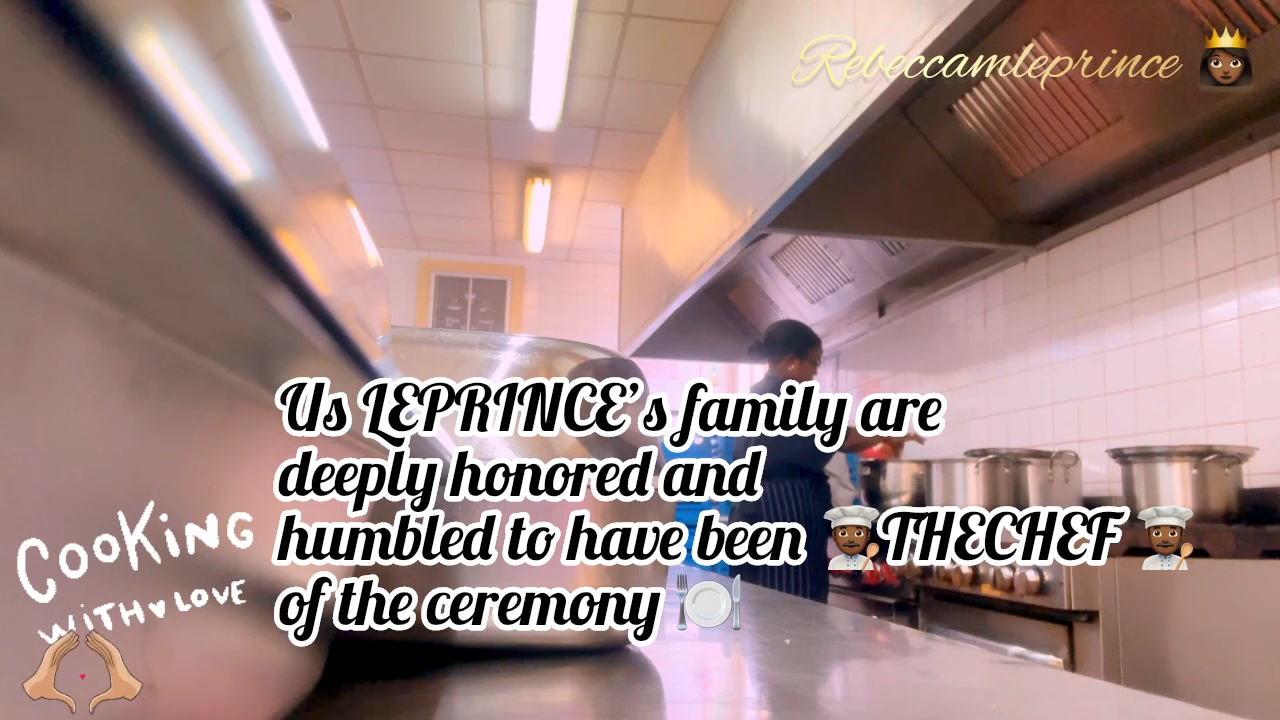 Rebeccamleprince 👸🏿
Us LEPRINCE's family are
deeply honored and
humbled to have been 👨🏾‍🍳THECHEF 👨🏾‍🍳
of the ceremony 🍽️
COOKING
WITH♥LOVE